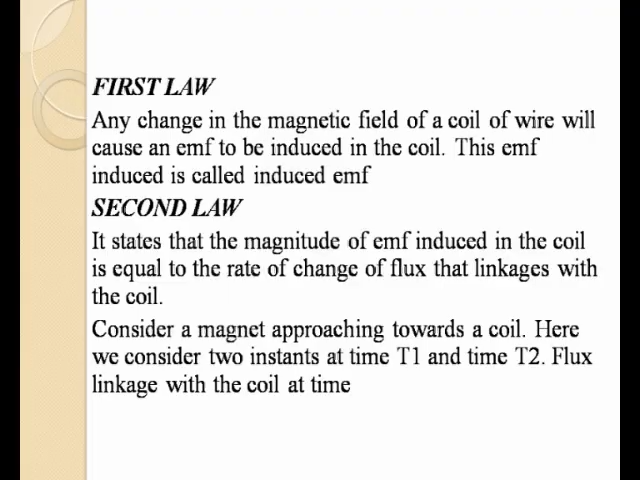 FIRST LAW
Any change in the magnetic field of a coil of wire will
cause an emf to be induced in the coil. This emf
induced is called induced emf
SECOND LAW
It states that the magnitude of emf induced in the coil
is equal to the rate of change of flux that linkages with
the coil.
Consider a magnet approaching towards a coil. Here
we consider two instants at time T1 and time T2. Flux
linkage with the coil at time